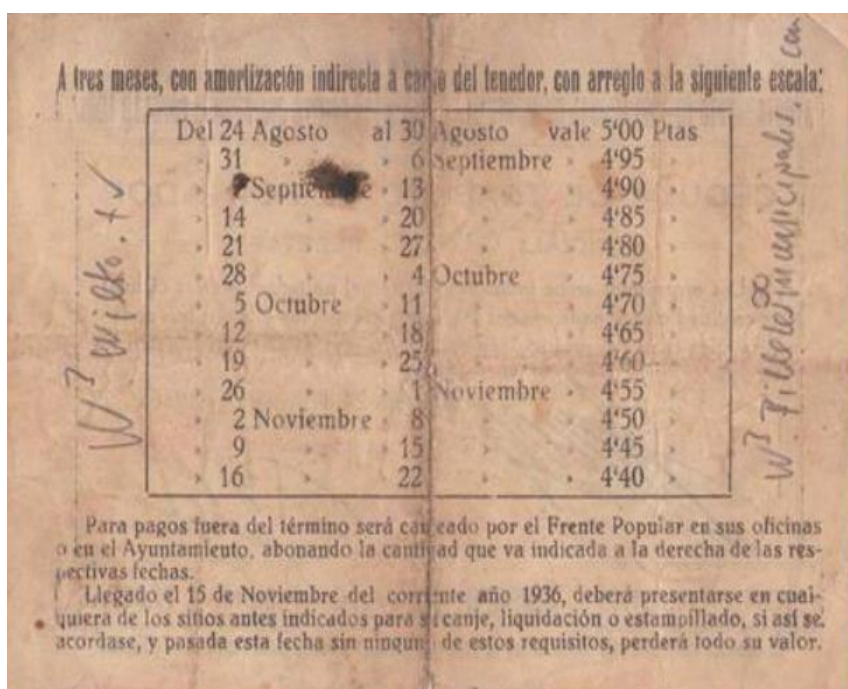 A tres meses, con amortización indirecta a cargo del tenedor, con arreglo a la siguiente escala:
Del 24 Agosto al 30 Agosto vale 5'00 Ptas
» 31 » » 6 Septiembre » 4'95 »
» 7 Septiembre » 13 » » 4'90 »
» 14 » » 20 » » 4'85 »
» 21 » » 27 » » 4'80 »
» 28 » » 4 Octubre » 4'75 »
» 5 Octubre » 11 » » 4'70 »
» 12 » » 18 » » 4'65 »
» 19 » » 25 » » 4'60 »
» 26 » » 1 Noviembre » 4'55 »
» 2 Noviembre » 8 » » 4'50 »
» 9 » » 15 » » 4'45 »
» 16 » » 22 » » 4'40 »
Para pagos fuera del término será canjeado por el Frente Popular en sus oficinas
o en el Ayuntamiento, abonando la cantidad que va indicada a la derecha de las res-
pectivas fechas.
Llegado el 15 de Noviembre del corriente año 1936, deberá presentarse en cual-
quiera de los sitios antes indicados para su canje, liquidación o estampillado, si así se
acordase, y pasada esta fecha sin ninguno de estos requisitos, perderá todo su valor.